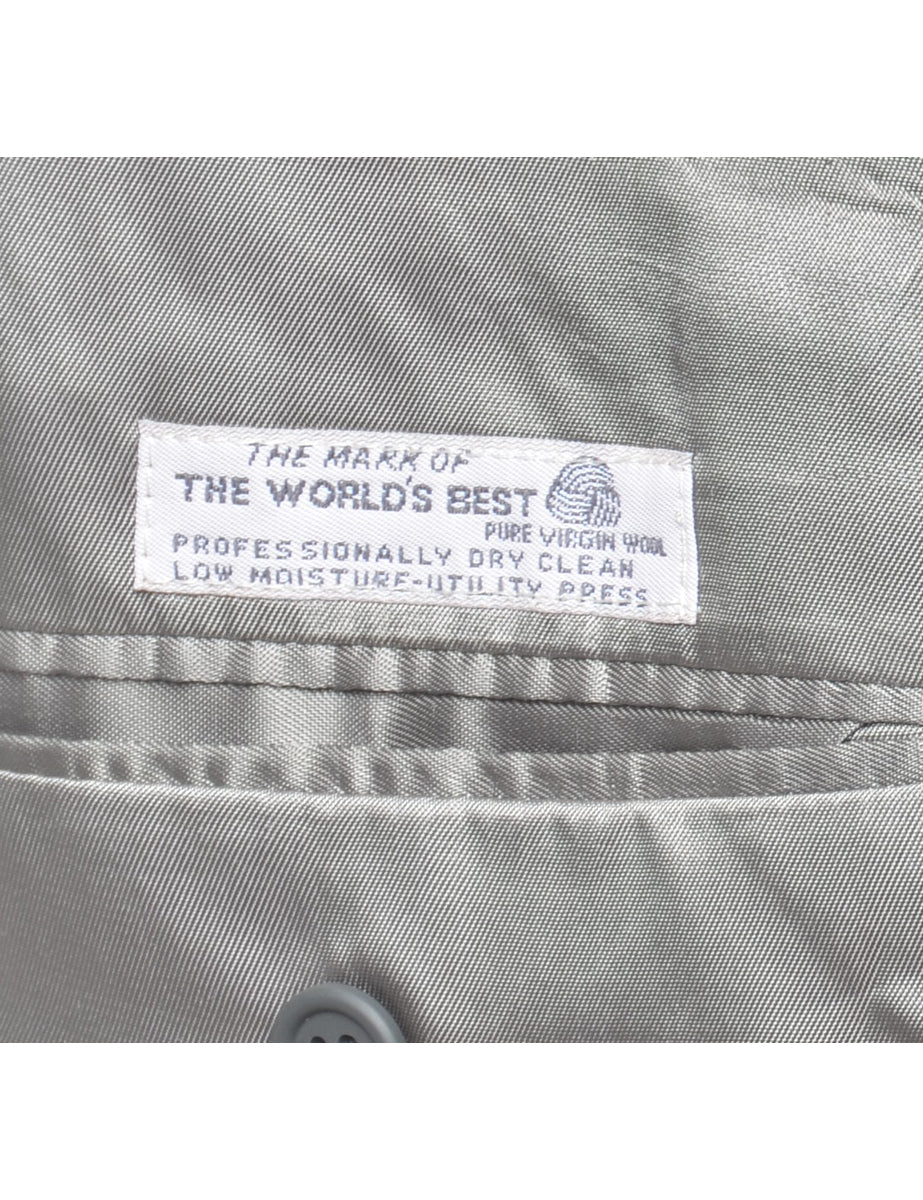 THE MARK OF
THE WORLD'S BEST
PURE VIRGIN WOOL
PROFESSIONALLY DRY CLEAN
LOW MOISTURE-UTILITY PRESS